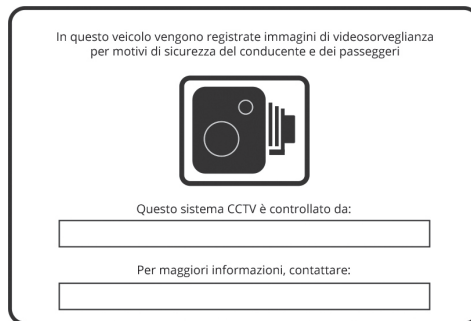 In questo veicolo vengono registrate immagini di videosorveglianza
per motivi di sicurezza del conducente e dei passeggeri
Questo sistema CCTV è controllato da:
Per maggiori informazioni, contattare: